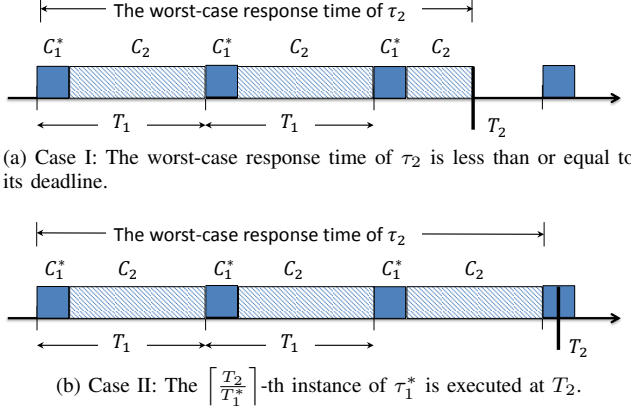 The worst-case response time of τ₂
C₁* C₂ C₁* C₂ C₁* C₂
T₁ T₁ T₂
(a) Case I: The worst-case response time of τ₂ is less than or equal to
its deadline.
The worst-case response time of τ₂
C₁* C₂ C₁* C₂ C₁* C₂
T₁ T₁ T₂
(b) Case II: The ⌈T₂/T₁*⌉-th instance of τ₁* is executed at T₂.